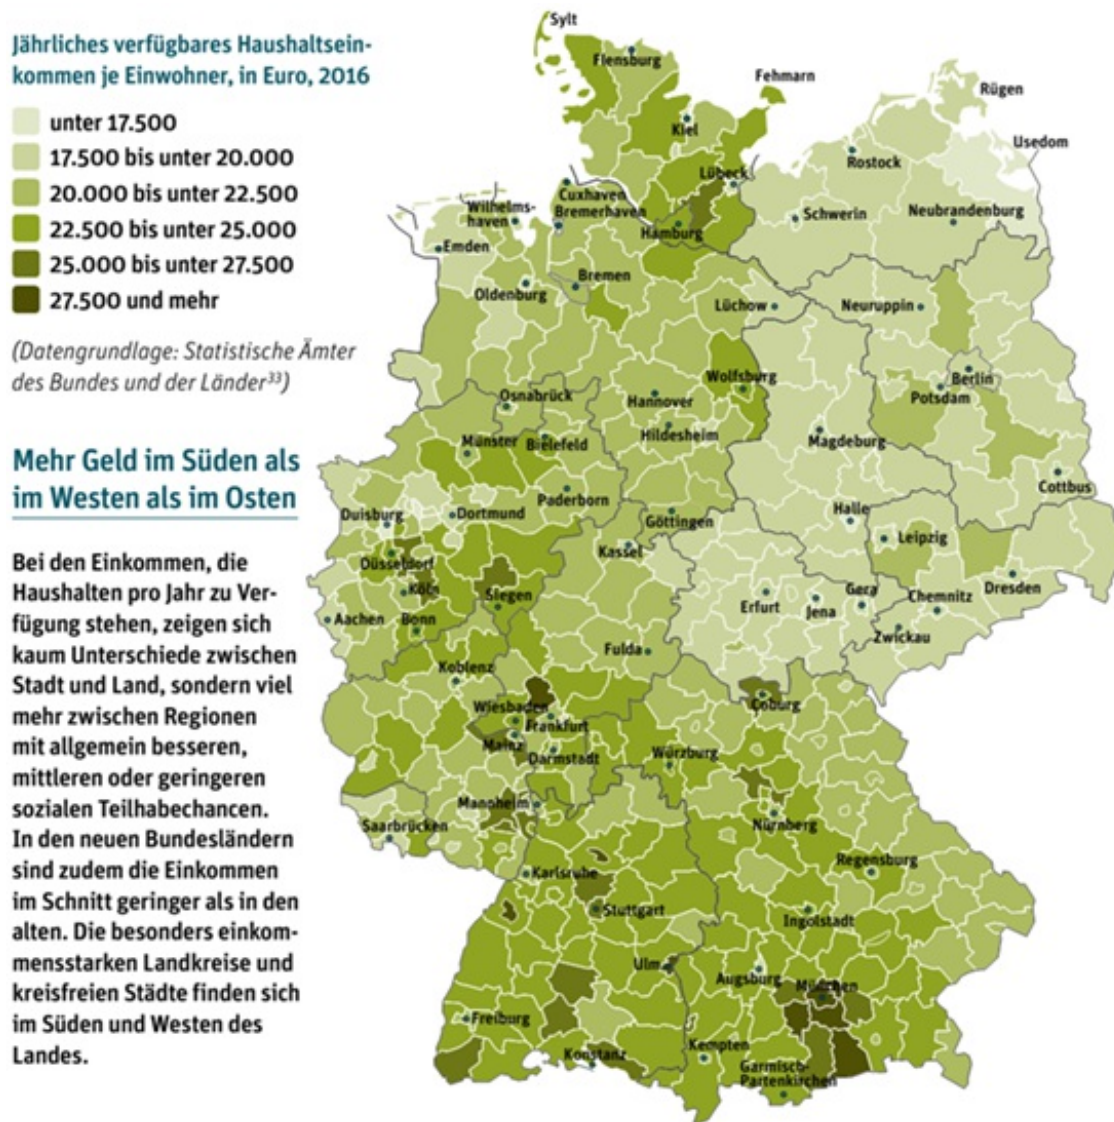 Jährliches verfügbares Haushaltsein-
kommen je Einwohner, in Euro, 2016
unter 17.500
17.500 bis unter 20.000
20.000 bis unter 22.500
22.500 bis unter 25.000
25.000 bis unter 27.500
27.500 und mehr
(Datengrundlage: Statistische Ämter
des Bundes und der Länder³³)
Mehr Geld im Süden als
im Westen als im Osten
Bei den Einkommen, die
Haushalten pro Jahr zu Ver-
fügung stehen, zeigen sich
kaum Unterschiede zwischen
Stadt und Land, sondern viel
mehr zwischen Regionen
mit allgemein besseren,
mittleren oder geringeren
sozialen Teilhabechancen.
In den neuen Bundesländern
sind zudem die Einkommen
im Schnitt geringer als in den
alten. Die besonders einkom-
mensstarken Landkreise und
kreisfreien Städte finden sich
im Süden und Westen des
Landes.
Sylt
Flensburg
Fehmarn
Rügen
Kiel
Usedom
Rostock
Lübeck
Cuxhaven
Wilhelms-
haven
Bremerhaven
Schwerin
Neubrandenburg
Hamburg
Emden
Bremen
Oldenburg
Lüchow
Neuruppin
Wolfsburg
Berlin
Potsdam
Osnabrück
Hannover
Münster
Bielefeld
Hildesheim
Magdeburg
Paderborn
Cottbus
Duisburg
Dortmund
Göttingen
Halle
Leipzig
Kassel
Düsseldorf
Köln
Siegen
Erfurt
Jena
Gera
Chemnitz
Dresden
Aachen
Bonn
Zwickau
Fulda
Koblenz
Wiesbaden
Frankfurt
Coburg
Mainz
Darmstadt
Würzburg
Mannheim
Saarbrücken
Nürnberg
Regensburg
Karlsruhe
Stuttgart
Ingolstadt
Ulm
Augsburg
München
Freiburg
Konstanz
Kempten
Garmisch-
Partenkirchen